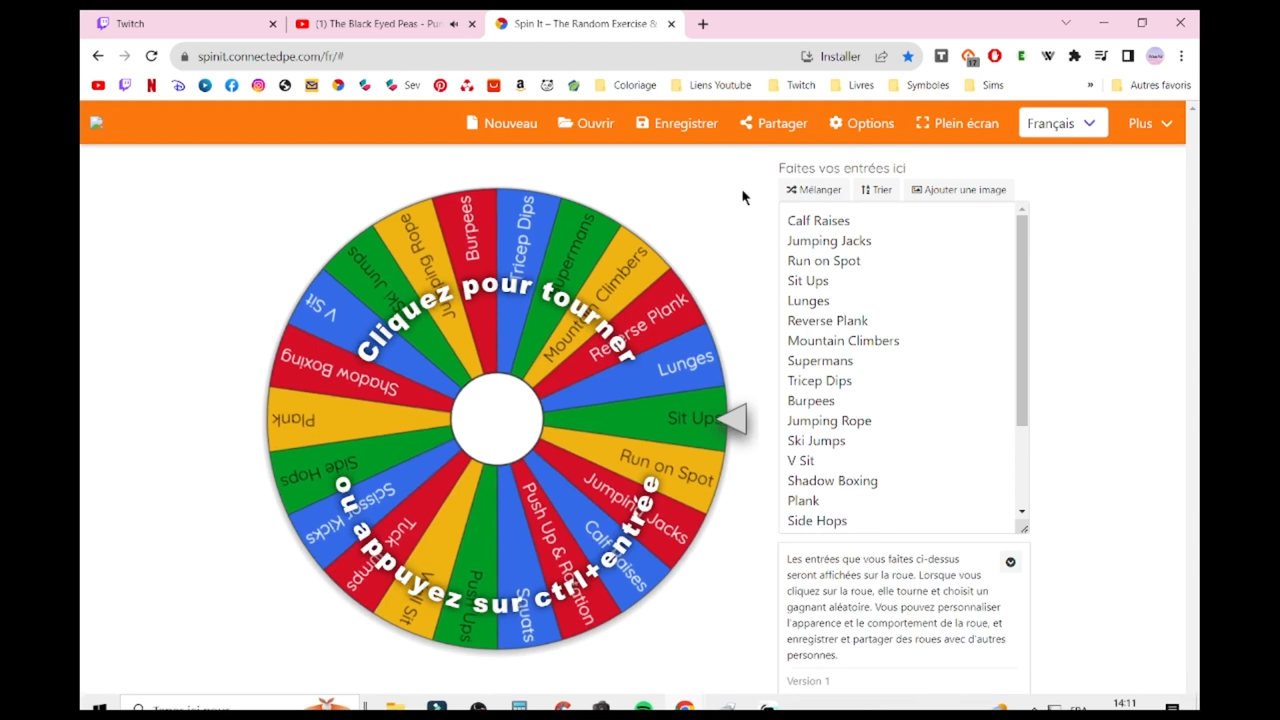 Twitch
(1) The Black Eyed Peas - Pu
Spin It – The Random Exercise &
spinit.connectedpe.com/fr/#
Installer
17
Sev
Coloriage
Liens Youtube
Twitch
Livres
Symboles
Sims
»
Autres favoris
Nouveau
Ouvrir
Enregistrer
Partager
Options
Plein écran
Français
Plus
Faites vos entrées ici
Mélanger
Trier
Ajouter une image
Calf Raises
Jumping Jacks
Run on Spot
Sit Ups
Lunges
Reverse Plank
Mountain Climbers
Supermans
Tricep Dips
Burpees
Jumping Rope
Ski Jumps
V Sit
Shadow Boxing
Plank
Side Hops
Cliquez pour tourner
ou appuyez sur ctrl+entrée
Burpees
Tricep Dips
Supermans
Mountain Climbers
Reverse Plank
Lunges
Sit Ups
Run on Spot
Jumping Jacks
Calf Raises
Push Up & Rotation
Squats
Push Ups
Wall Sit
Tuck Jumps
Scissor Kicks
Side Hops
Plank
Shadow Boxing
V Sit
Ski Jumps
Jumping Rope
Les entrées que vous faites ci-dessus
seront affichées sur la roue. Lorsque vous
cliquez sur la roue, elle tourne et choisit un
gagnant aléatoire. Vous pouvez personnaliser
l'apparence et le comportement de la roue, et
enregistrer et partager des roues avec d'autres
personnes.
Version 1
14:11